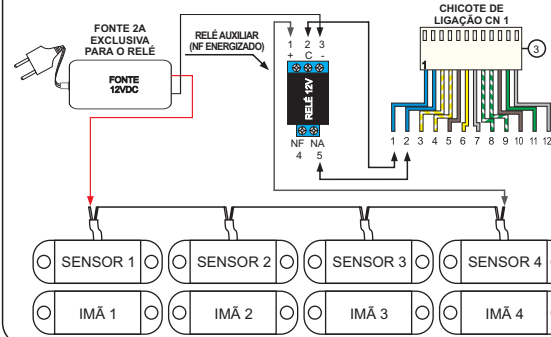 FONTE 2A
EXCLUSIVA
PARA O RELÉ
FONTE
12VDC
RELÉ AUXILIAR
(NF ENERGIZADO)
1 2 3
+ C -
RELÉ 12V
NF NA
4 5
CHICOTE DE
LIGAÇÃO CN 1
1
3
1 2 3 4 5 6 7 8 9 10 11 12
SENSOR 1 SENSOR 2 SENSOR 3 SENSOR 4
IMÃ 1 IMÃ 2 IMÃ 3 IMÃ 4